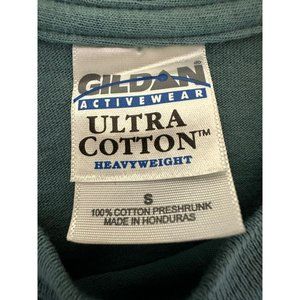 GILDAN®
ACTIVEWEAR
ULTRA
COTTON™
HEAVYWEIGHT
S
100% COTTON PRESHRUNK
MADE IN HONDURAS